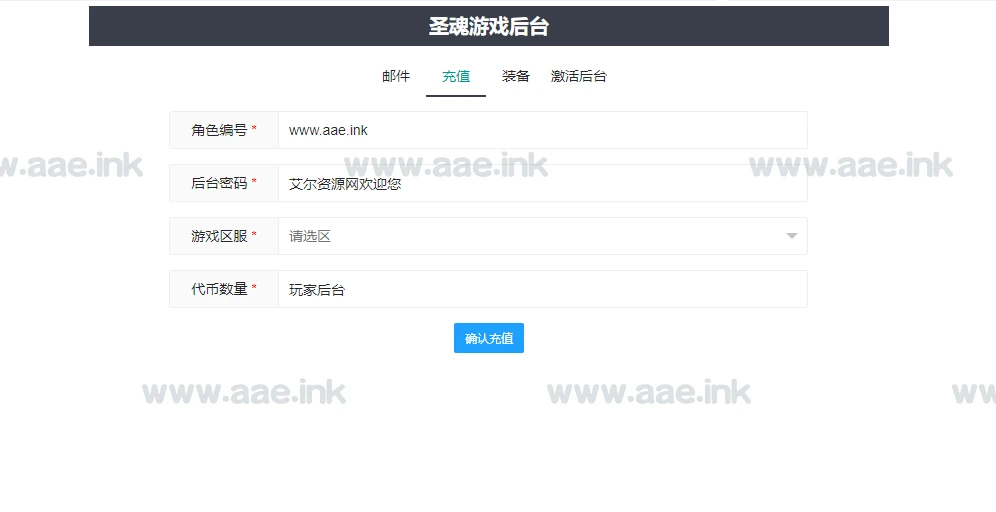 圣魂游戏后台
邮件 充值 装备 激活后台
角色编号 * www.aae.ink
www.aae.ink www.aae.ink www.aae.ink
后台密码 * 艾尔资源网欢迎您
游戏区服 * 请选区
代币数量 * 玩家后台
确认充值
www.aae.ink www.aae.ink www